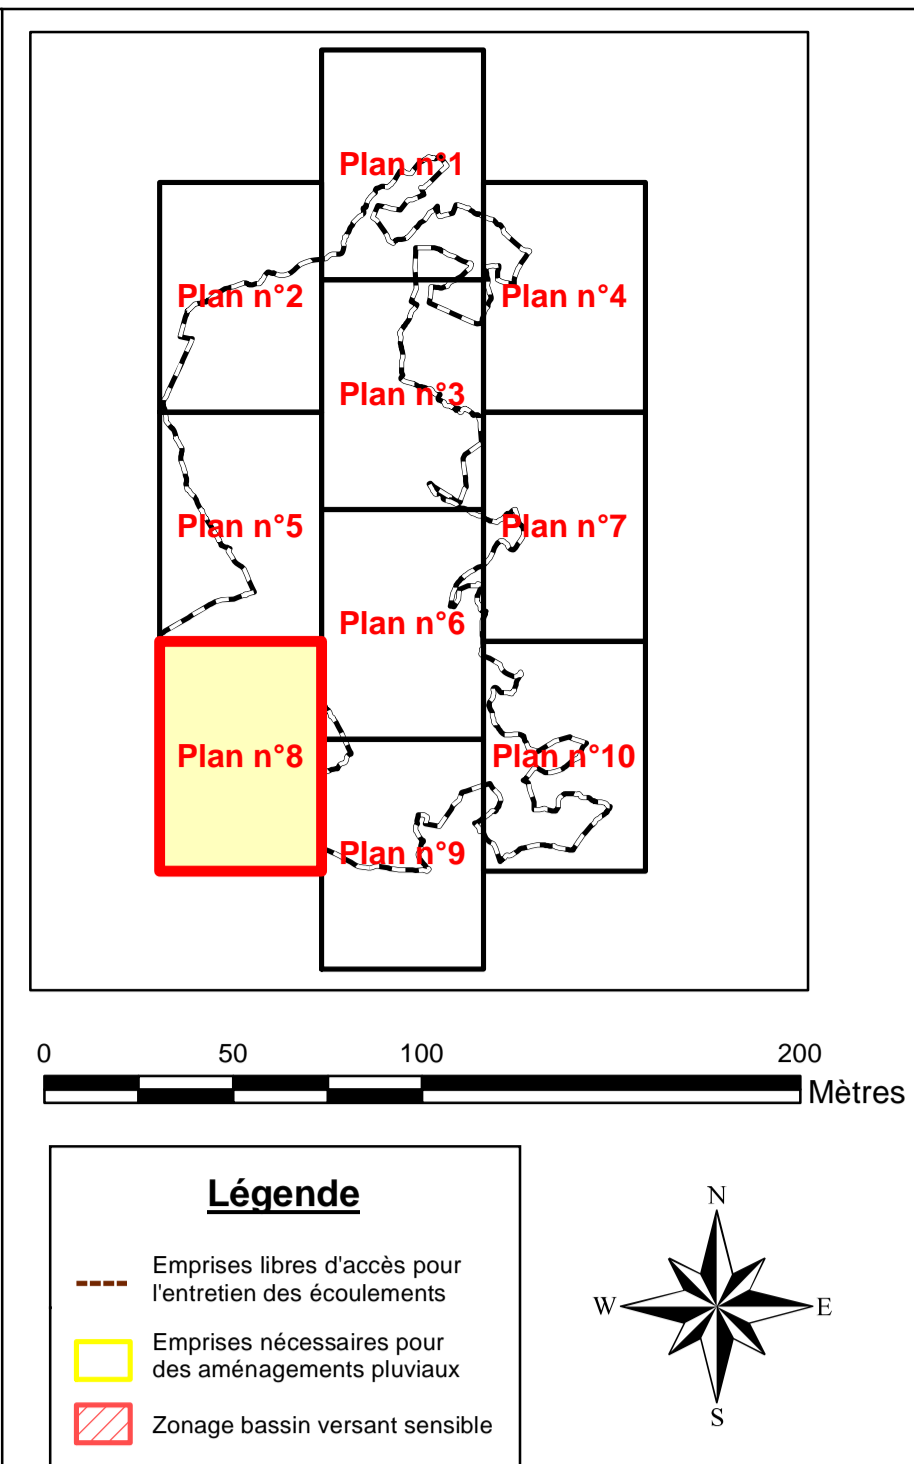 Plan n°1
Plan n°2
Plan n°4
Plan n°3
Plan n°5
Plan n°7
Plan n°6
Plan n°8
Plan n°10
Plan n°9
0 50 100 200
Mètres
Légende
Emprises libres d'accès pour
l'entretien des écoulements
Emprises nécessaires pour
des aménagements pluviaux
Zonage bassin versant sensible
N
W E
S